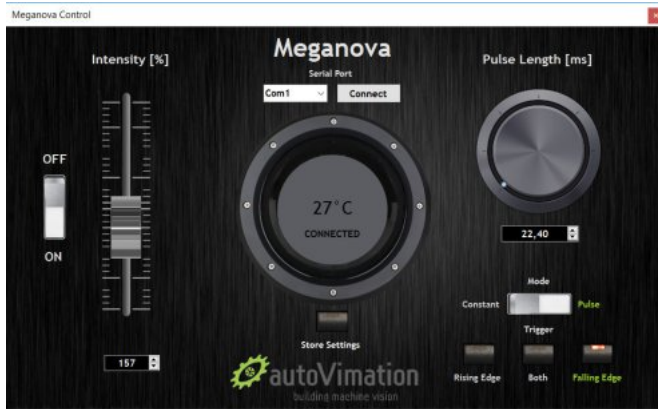 Meganova Control
Meganova
Intensity [%]
Serial Port
Pulse Length [ms]
Com1
Connect
OFF
ON
27°C
CONNECTED
22,40
Mode
Constant
Pulse
Trigger
Store Settings
157
Rising Edge
Both
Falling Edge
autoVimation
building machine vision